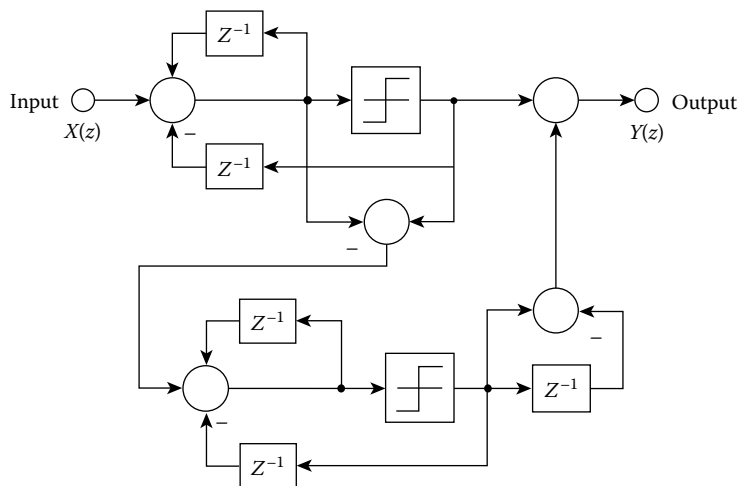 Z⁻¹
Input
X(z)
–
Z⁻¹
Output
Y(z)
–
Z⁻¹
–
Z⁻¹
–
Z⁻¹